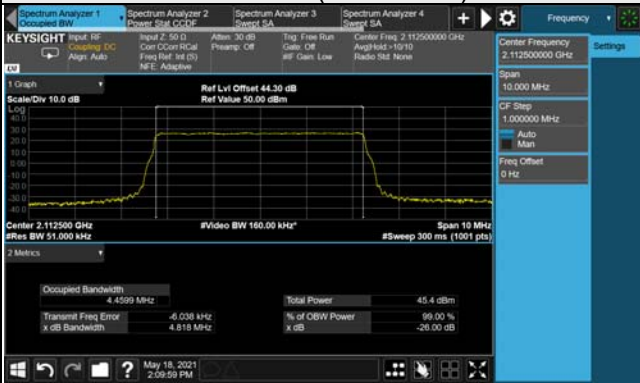 Spectrum Analyzer 1
Occupied BW
Spectrum Analyzer 2
Power Stat CCDF
Spectrum Analyzer 3
Swept SA
Spectrum Analyzer 4
Swept SA
Frequency
KEYSIGHT
Input: RF
Coupling: DC
Align: Auto
Input Z: 50 Ω
Corr CCorr RCal
Freq Ref: Int (S)
NFE: Adaptive
Atten: 30 dB
Preamp: Off
Trig: Free Run
Gate: Off
#IF Gain: Low
Center Freq: 2.112500000 GHz
Avg|Hold:>10/10
Radio Std: None
Center Frequency
2.112500000 GHz
Settings
Span
10.000 MHz
CF Step
1.000000 MHz
Auto
Man
Freq Offset
0 Hz
1 Graph
Scale/Div 10.0 dB
Ref Lvl Offset 44.30 dB
Ref Value 50.00 dBm
Log
40.0
30.0
20.0
10.0
0.00
-10.0
-20.0
-30.0
-40.0
Center 2.112500 GHz
#Res BW 51.000 kHz
#Video BW 160.00 kHz*
Span 10 MHz
#Sweep 300 ms (1001 pts)
2 Metrics
Occupied Bandwidth
4.4599 MHz
Total Power
45.4 dBm
Transmit Freq Error
-6.038 kHz
% of OBW Power
99.00 %
x dB Bandwidth
4.818 MHz
x dB
-26.00 dB
?
May 18, 2021
2:09:59 PM